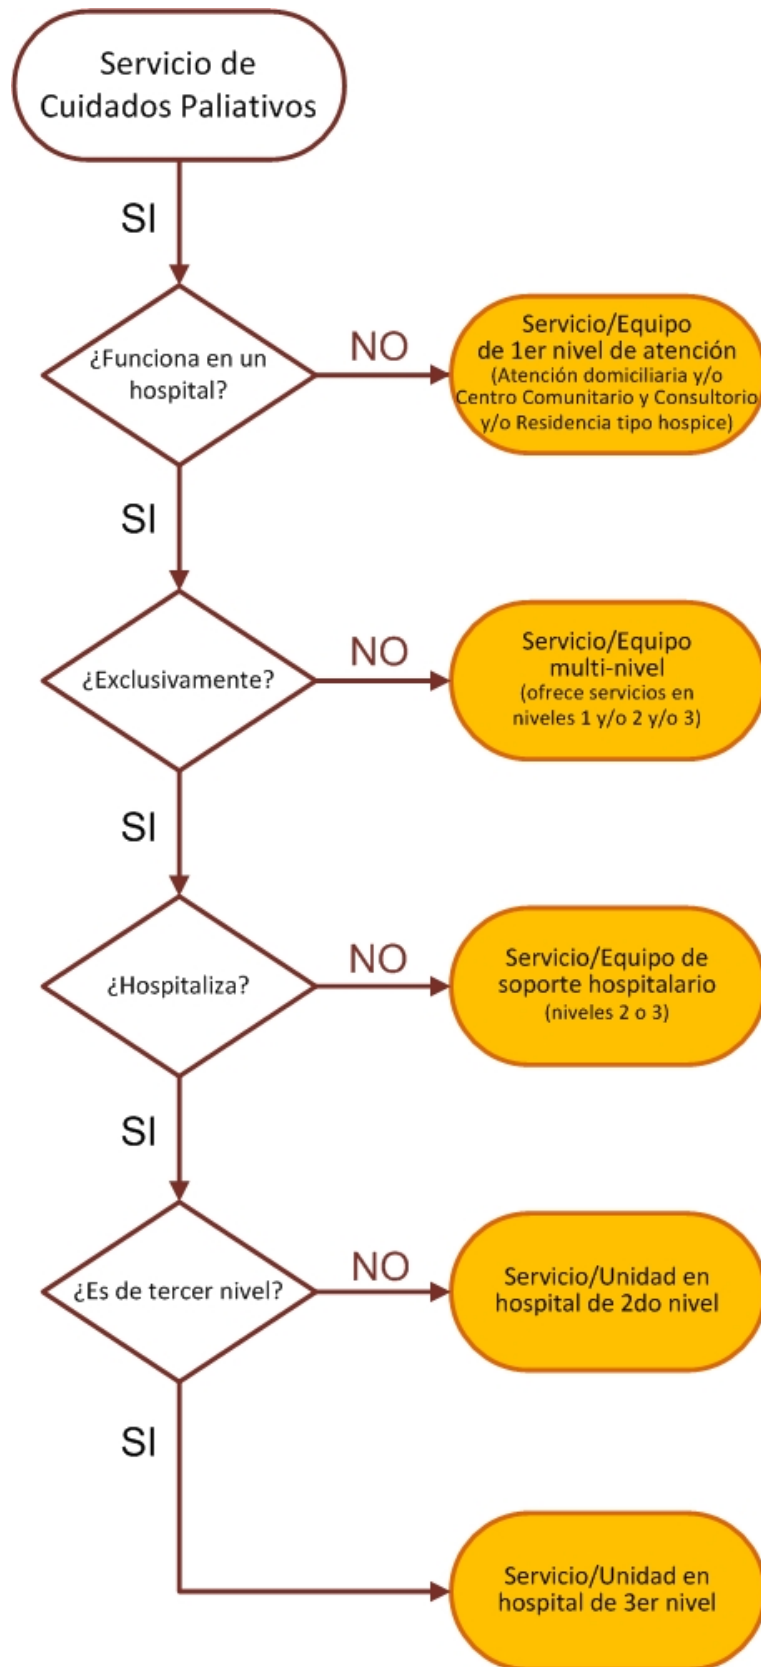 Servicio de
Cuidados Paliativos
SI
¿Funciona en un
hospital?
NO
Servicio/Equipo
de 1er nivel de atención
(Atención domiciliaria y/o
Centro Comunitario y Consultorio
y/o Residencia tipo hospice)
SI
¿Exclusivamente?
NO
Servicio/Equipo
multi-nivel
(ofrece servicios en
niveles 1 y/o 2 y/o 3)
SI
¿Hospitaliza?
NO
Servicio/Equipo de
soporte hospitalario
(niveles 2 o 3)
SI
¿Es de tercer nivel?
NO
Servicio/Unidad en
hospital de 2do nivel
SI
Servicio/Unidad en
hospital de 3er nivel